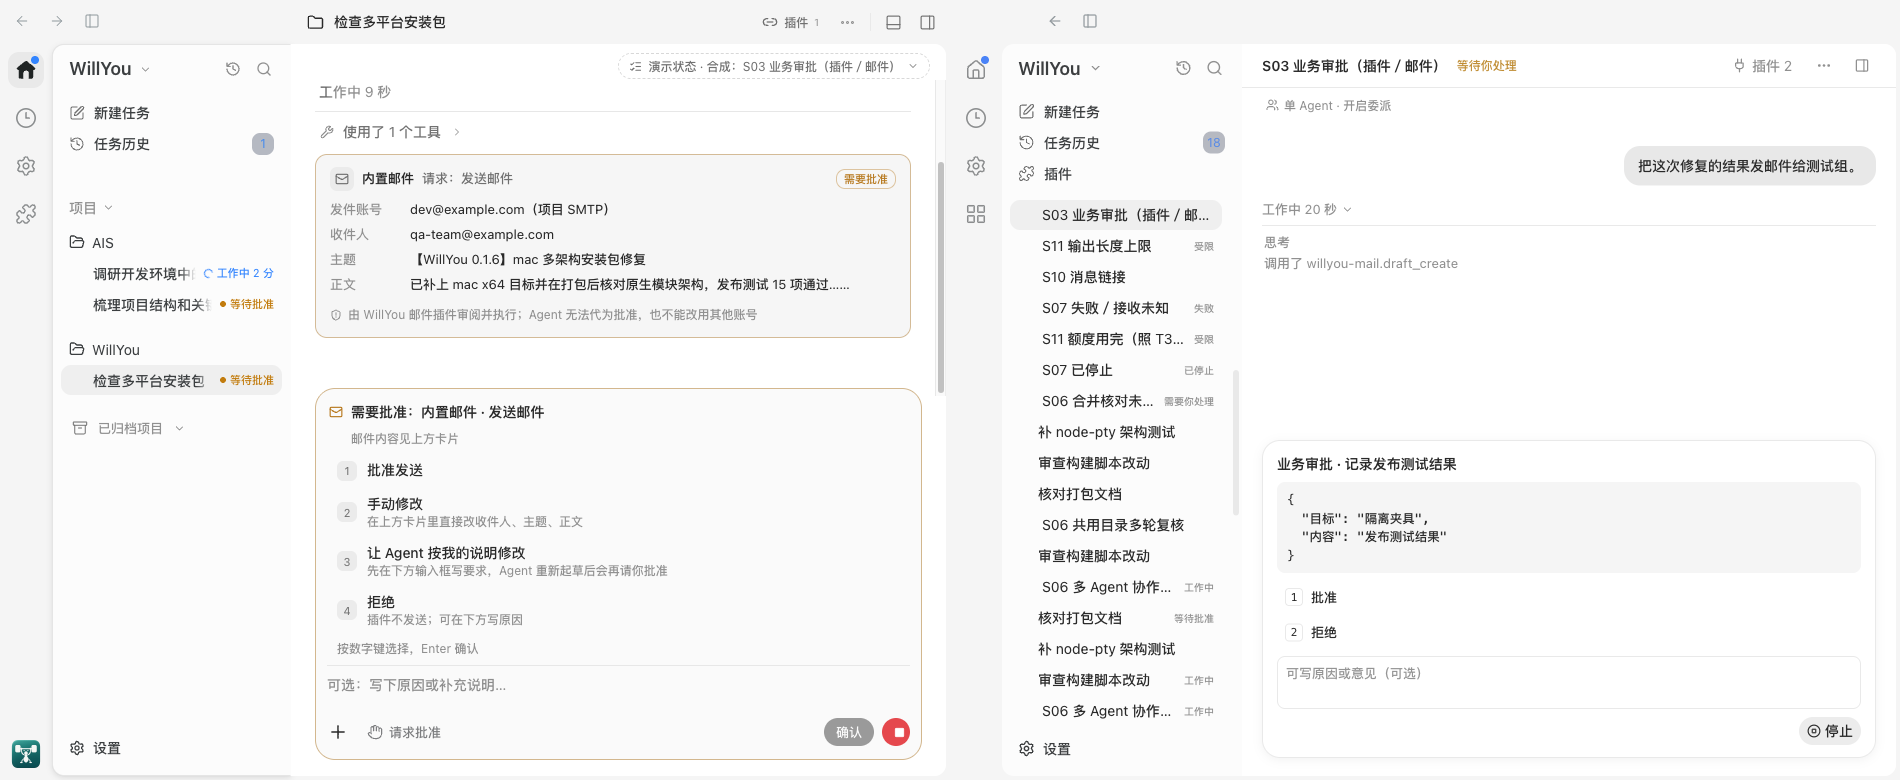 检查多平台安装包
插件 1
WillYou
新建任务
任务历史 1
项目
AIS
调研开发环境中 工作中 2 分
梳理项目结构和关 等待批准
WillYou
检查多平台安装包 等待批准
已归档项目
设置
演示状态 · 合成：S03 业务审批（插件 / 邮件）
工作中 9 秒
使用了 1 个工具
内置邮件 请求：发送邮件 需要批准
发件账号 dev@example.com（项目 SMTP）
收件人 qa-team@example.com
主题 【WillYou 0.1.6】mac 多架构安装包修复
正文 已补上 mac x64 目标并在打包后核对原生模块架构，发布测试 15 项通过……
由 WillYou 邮件插件审阅并执行；Agent 无法代为批准，也不能改用其他账号
需要批准：内置邮件 · 发送邮件
邮件内容见上方卡片
1 批准发送
2 手动修改
在上方卡片里直接改收件人、主题、正文
3 让 Agent 按我的说明修改
先在下方输入框写要求，Agent 重新起草后会再请你批准
4 拒绝
插件不发送；可在下方写原因
按数字键选择，Enter 确认
可选：写下原因或补充说明...
请求批准
确认
WillYou
新建任务
任务历史 18
插件
S03 业务审批（插件 / 邮...
S11 输出长度上限 受限
S10 消息链接
S07 失败 / 接收未知 失败
S11 额度用完（照 T3... 受限
S07 已停止 已停止
S06 合并核对未... 需要你处理
补 node-pty 架构测试
审查构建脚本改动
核对打包文档
S06 共用目录多轮复核
审查构建脚本改动
S06 多 Agent 协作... 工作中
核对打包文档 等待批准
补 node-pty 架构测试
审查构建脚本改动 工作中
S06 多 Agent 协作... 工作中
设置
S03 业务审批（插件 / 邮件） 等待你处理
插件 2
单 Agent · 开启委派
把这次修复的结果发邮件给测试组。
工作中 20 秒
思考
调用了 willyou-mail.draft_create
业务审批 · 记录发布测试结果
{
"目标": "隔离夹具",
"内容": "发布测试结果"
}
1 批准
2 拒绝
可写原因或意见（可选）
停止